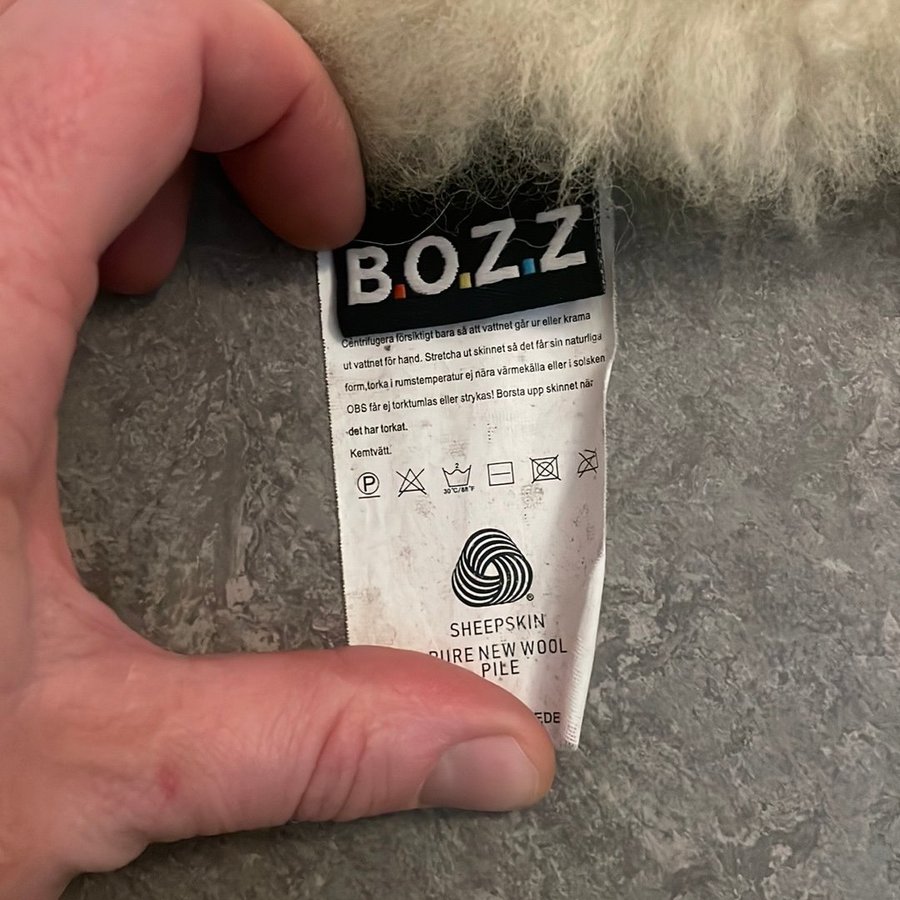 B.O.Z.Z
Centrifugera försiktigt bara så att vattnet går ur eller krama
ut vattnet för hand. Stretcha ut skinnet så det får sin naturliga
form,torka i rumstemperatur ej nära värmekälla eller i solsken
OBS får ej torktumlas eller strykas! Borsta upp skinnet när
det har torkat.
Kemtvätt.
P
2
30°C/86°F
®
SHEEPSKIN
PURE NEW WOOL
PILE